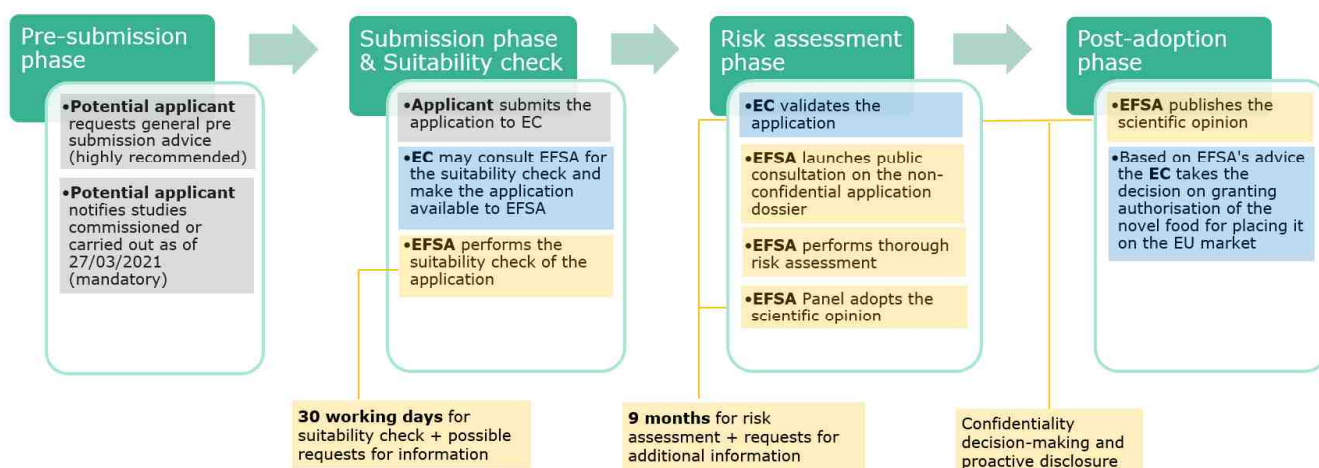 Pre-submission
phase
•Potential applicant
requests general pre
submission advice
(highly recommended)
•Potential applicant
notifies studies
commissioned or
carried out as of
27/03/2021
(mandatory)
Submission phase
& Suitability check
•Applicant submits the
application to EC
•EC may consult EFSA for
the suitability check and
make the application
available to EFSA
•EFSA performs the
suitability check of the
application
30 working days for
suitability check + possible
requests for information
Risk assessment
phase
•EC validates the
application
•EFSA launches public
consultation on the non-
confidential application
dossier
•EFSA performs thorough
risk assessment
•EFSA Panel adopts the
scientific opinion
9 months for risk
assessment + requests for
additional information
Post-adoption
phase
•EFSA publishes the
scientific opinion
•Based on EFSA's advice
the EC takes the
decision on granting
authorisation of the
novel food for placing it
on the EU market
Confidentiality
decision-making and
proactive disclosure